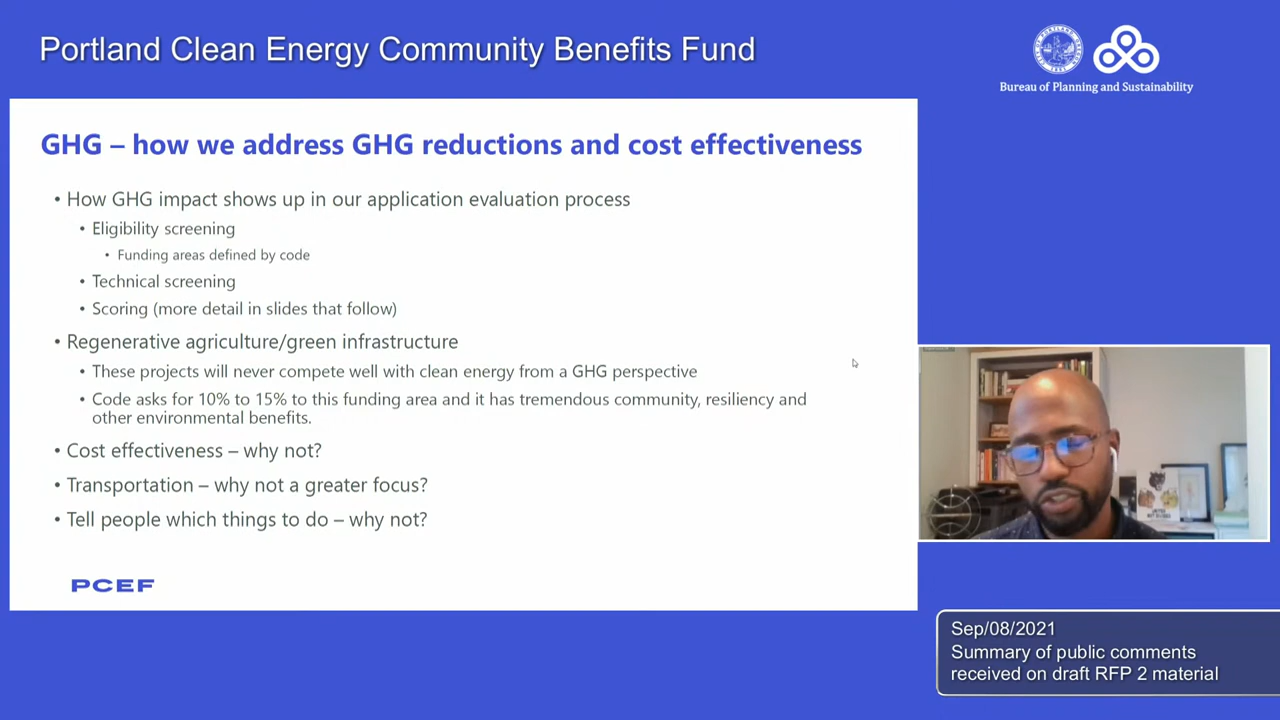 Portland Clean Energy Community Benefits Fund
Bureau of Planning and Sustainability
GHG – how we address GHG reductions and cost effectiveness
• How GHG impact shows up in our application evaluation process
• Eligibility screening
• Funding areas defined by code
• Technical screening
• Scoring (more detail in slides that follow)
• Regenerative agriculture/green infrastructure
• These projects will never compete well with clean energy from a GHG perspective
• Code asks for 10% to 15% to this funding area and it has tremendous community, resiliency and
other environmental benefits.
• Cost effectiveness – why not?
• Transportation – why not a greater focus?
• Tell people which things to do – why not?
PCEF
Sep/08/2021
Summary of public comments
received on draft RFP 2 material